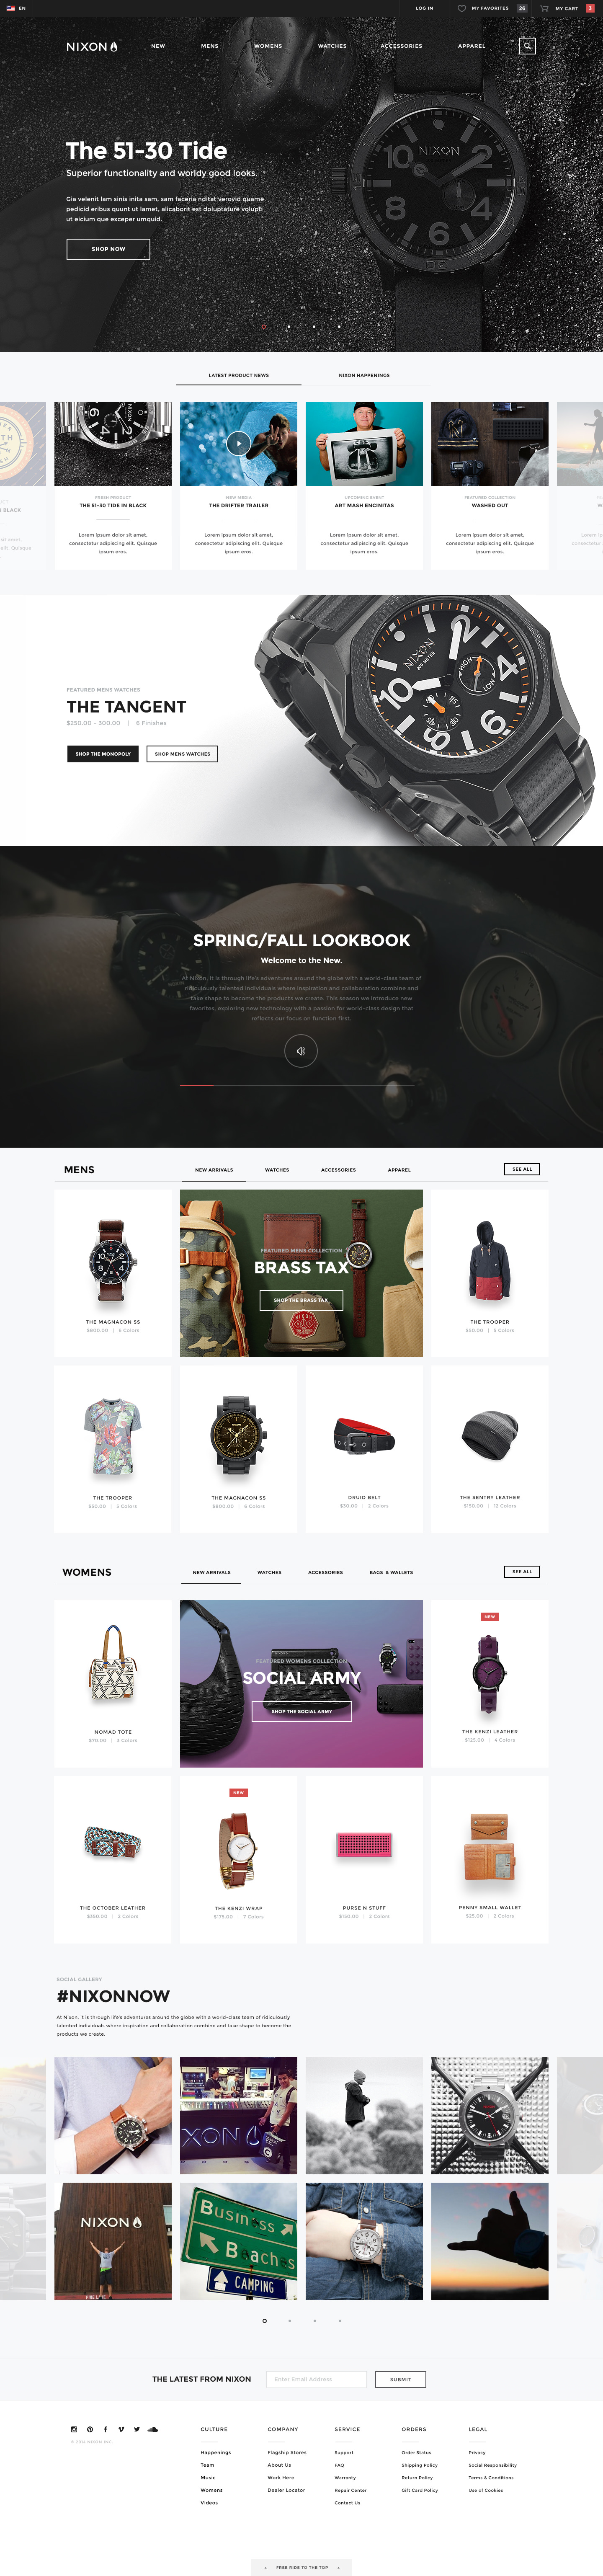 EN
LOG IN
MY FAVORITES 26
MY CART 3
NIXON
NEW MENS WOMENS WATCHES ACCESSORIES APPAREL
The 51-30 Tide
Superior functionality and worldy good looks.
Gia velenit lam sinis inita sam, sam faceria nditat verovid quame
pedicid eribus quunt ut lamet, alicaborit est doluptature volupti
ut eicium que exceper umquid.
SHOP NOW
LATEST PRODUCT NEWS
NIXON HAPPENINGS
FRESH PRODUCT
THE 51-30 TIDE IN BLACK
Lorem ipsum dolor sit amet,
consectetur adipiscing elit. Quisque
ipsum eros.
NEW MEDIA
THE DRIFTER TRAILER
Lorem ipsum dolor sit amet,
consectetur adipiscing elit. Quisque
ipsum eros.
UPCOMING EVENT
ART MASH ENCINITAS
Lorem ipsum dolor sit amet,
consectetur adipiscing elit. Quisque
ipsum eros.
FEATURED COLLECTION
WASHED OUT
Lorem ipsum dolor sit amet,
consectetur adipiscing elit. Quisque
ipsum eros.
FEATURED MENS WATCHES
THE TANGENT
$250.00 - 300.00 | 6 Finishes
SHOP THE MONOPOLY
SHOP MENS WATCHES
SPRING/FALL LOOKBOOK
Welcome to the New.
At Nixon, it is through life's adventures around the globe with a world-class team of
ridiculously talented individuals where inspiration and collaboration combine and
take shape to become the products we create. This season we introduce new
favorites, exploring new technology with a passion for world-class design that
reflects our focus on function first.
MENS
NEW ARRIVALS WATCHES ACCESSORIES APPAREL
SEE ALL
THE MAGNACON SS
$800.00 | 6 Colors
FEATURED MENS COLLECTION
BRASS TAX
SHOP THE BRASS TAX
THE TROOPER
$50.00 | 5 Colors
THE TROOPER
$50.00 | 5 Colors
THE MAGNACON SS
$800.00 | 6 Colors
DRUID BELT
$30.00 | 2 Colors
THE SENTRY LEATHER
$150.00 | 12 Colors
WOMENS
NEW ARRIVALS WATCHES ACCESSORIES BAGS & WALLETS
SEE ALL
NOMAD TOTE
$70.00 | 3 Colors
FEATURED WOMENS COLLECTION
SOCIAL ARMY
SHOP THE SOCIAL ARMY
NEW
THE KENZI LEATHER
$125.00 | 4 Colors
THE OCTOBER LEATHER
$350.00 | 2 Colors
NEW
THE KENZI WRAP
$175.00 | 7 Colors
PURSE N STUFF
$150.00 | 2 Colors
PENNY SMALL WALLET
$25.00 | 2 Colors
SOCIAL GALLERY
#NIXONNOW
At Nixon, it is through life's adventures around the globe with a world-class team of ridiculously
talented individuals where inspiration and collaboration combine and take shape to become the
products we create.
NIXON
Business
Beaches
CAMPING
THE LATEST FROM NIXON
Enter Email Address
SUBMIT
© 2014 NIXON INC.
CULTURE
Happenings
Team
Music
Womens
Videos
COMPANY
Flagship Stores
About Us
Work Here
Dealer Locator
SERVICE
Support
FAQ
Warranty
Repair Center
Contact Us
ORDERS
Order Status
Shipping Policy
Return Policy
Gift Card Policy
LEGAL
Privacy
Social Responsibility
Terms & Conditions
Use of Cookies
FREE RIDE TO THE TOP